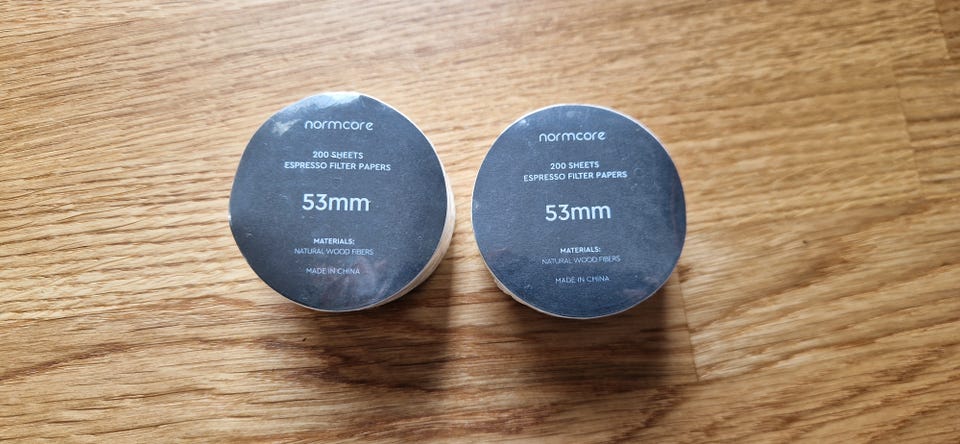 normcore
200 SHEETS
ESPRESSO FILTER PAPERS
53mm
MATERIALS:
NATURAL WOOD FIBERS
MADE IN CHINA
normcore
200 SHEETS
ESPRESSO FILTER PAPERS
53mm
MATERIALS:
NATURAL WOOD FIBERS
MADE IN CHINA